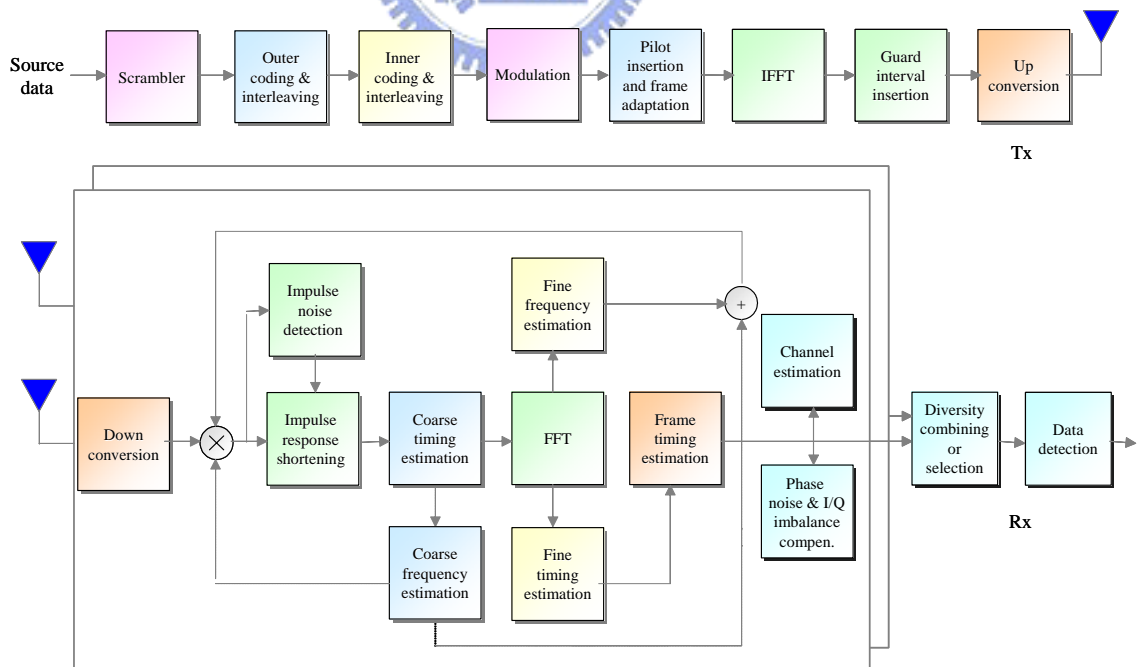 Source
data
Scrambler
Outer
coding &
interleaving
Inner
coding &
interleaving
Modulation
Pilot
insertion
and frame
adaptation
IFFT
Guard
interval
insertion
Up
conversion
Tx
Impulse
noise
detection
Fine
frequency
estimation
+
Channel
estimation
Down
conversion
×
Impulse
response
shortening
Coarse
timing
estimation
FFT
Frame
timing
estimation
Diversity
combining
or
selection
Data
detection
Coarse
frequency
estimation
Fine
timing
estimation
Phase
noise & I/Q
imbalance
compen.
Rx